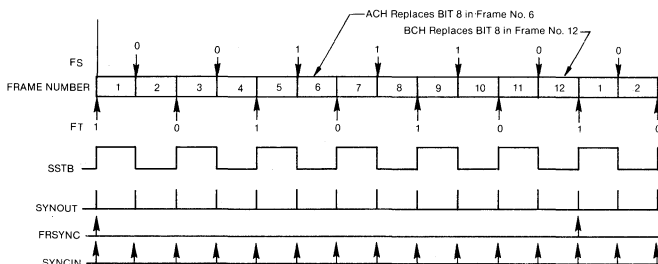 ACH Replaces BIT 8 in Frame No. 6
BCH Replaces BIT 8 in Frame No. 12
FS 0 0 1 1 1 0 0
FRAME NUMBER 1 2 3 4 5 6 7 8 9 10 11 12 1 2
FT 1 0 1 0 1 0 1 0
SSTB
SYNOUT
FRSYNC
SYNCIN